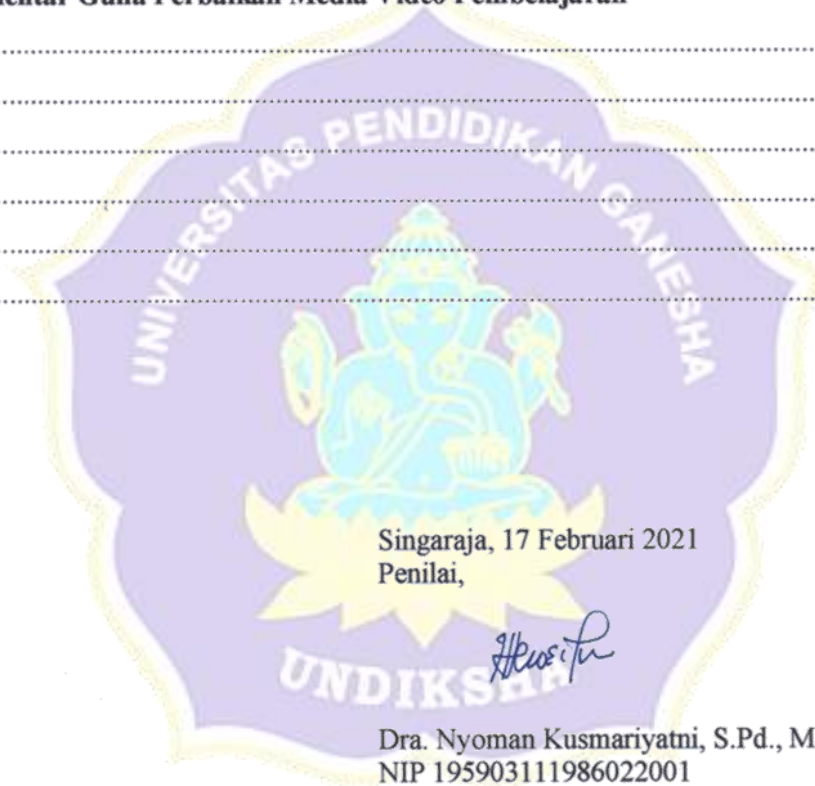 Guna Perbaikan Media Video Pembelajaran
UNIVERSITAS PENDIDIKAN GANESHA
Singaraja, 17 Februari 2021
Penilai,
UNDIKSHA
Dra. Nyoman Kusmariyatni, S.Pd., M
NIP 195903111986022001